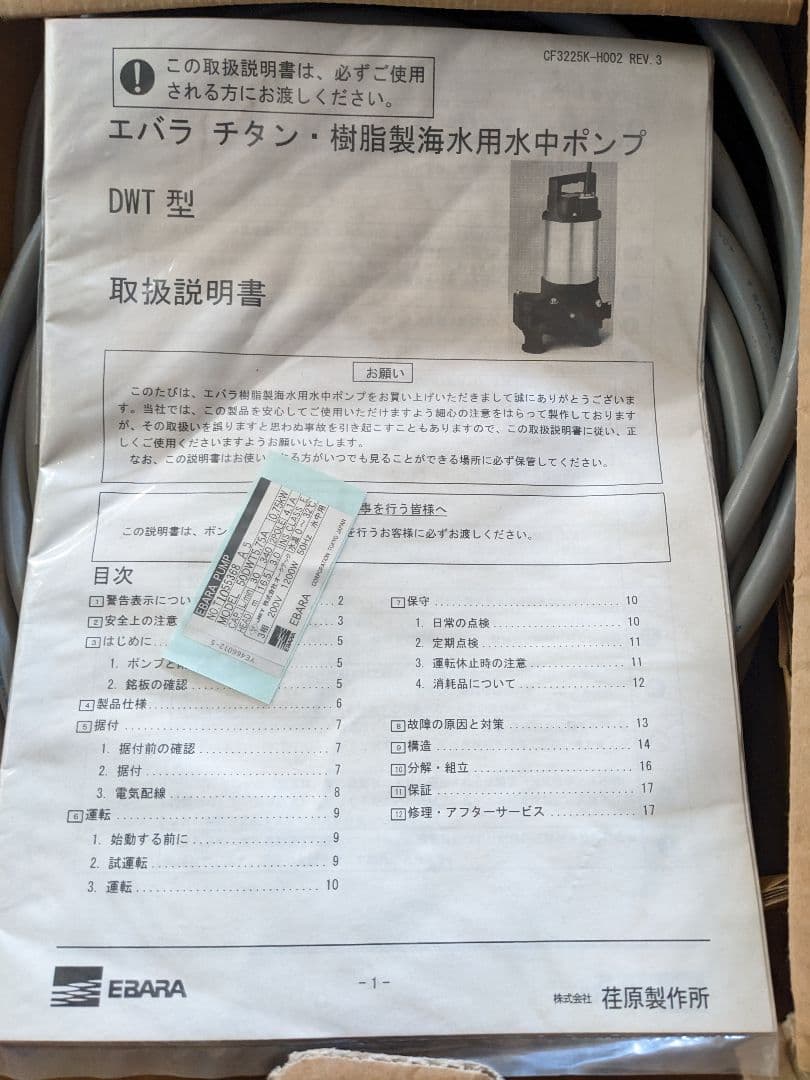 CF3225K-H002 REV.3
この取扱説明書は、必ずご使用
される方にお渡しください。
エバラ チタン・樹脂製海水用水中ポンプ
DWT 型
取扱説明書
お願い
このたびは、エバラ樹脂製海水用水中ポンプをお買い上げいただきまして誠にありがとうございま
す。当社では、この製品を安心してご使用いただけますよう細心の注意をはらって製作しております
が、その取扱いを誤りますと思わぬ事故を引き起こすこともありますので、この取扱説明書に従い、正
しくご使用くださいますようお願いいたします。
なお、この説明書はお使い る方がいつでも見ることができる場所に必ず保管してください。
事を行う皆様へ
この説明書は、ポン を行うお客様に必ずお渡しください。
目次
1 警告表示につい 2
2 安全上の注意 3
3 はじめに 5
1. ポンプと 5
2. 銘板の確認 5
4 製品仕様 6
5 据付 7
1. 据付前の確認 7
2. 据付 7
3. 電気配線 8
6 運転 9
1. 始動する前に 9
2. 試運転 9
3. 運転 10
7 保守 10
1. 日常の点検 10
2. 定期点検 11
3. 運転休止時の注意 11
4. 消耗品について 12
8 故障の原因と対策 13
9 構造 14
10 分解・組立 16
11 保証 17
12 修理・アフターサービス 17
EBARA PUMP
MODEL 50DWT5.75A 0.75kW
3相 200V 1200W 50Hz 水中用
EBARA CORPORATION TOKYO JAPAN
YE466012-5
EBARA
-1-
株式会社 荏原製作所